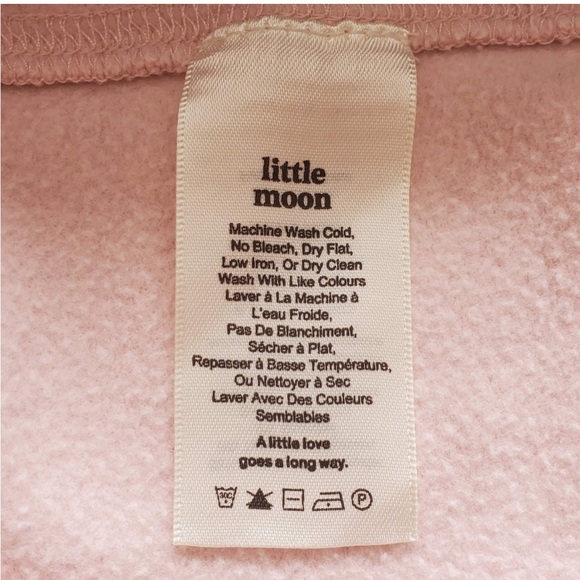 little
moon
Machine Wash Cold,
No Bleach, Dry Flat,
Low Iron, Or Dry Clean
Wash With Like Colours
Laver à La Machine à
L'eau Froide,
Pas De Blanchiment,
Sécher à Plat,
Repasser à Basse Température,
Ou Nettoyer à Sec
Laver Avec Des Couleurs
Semblables
A little love
goes a long way.
30C P